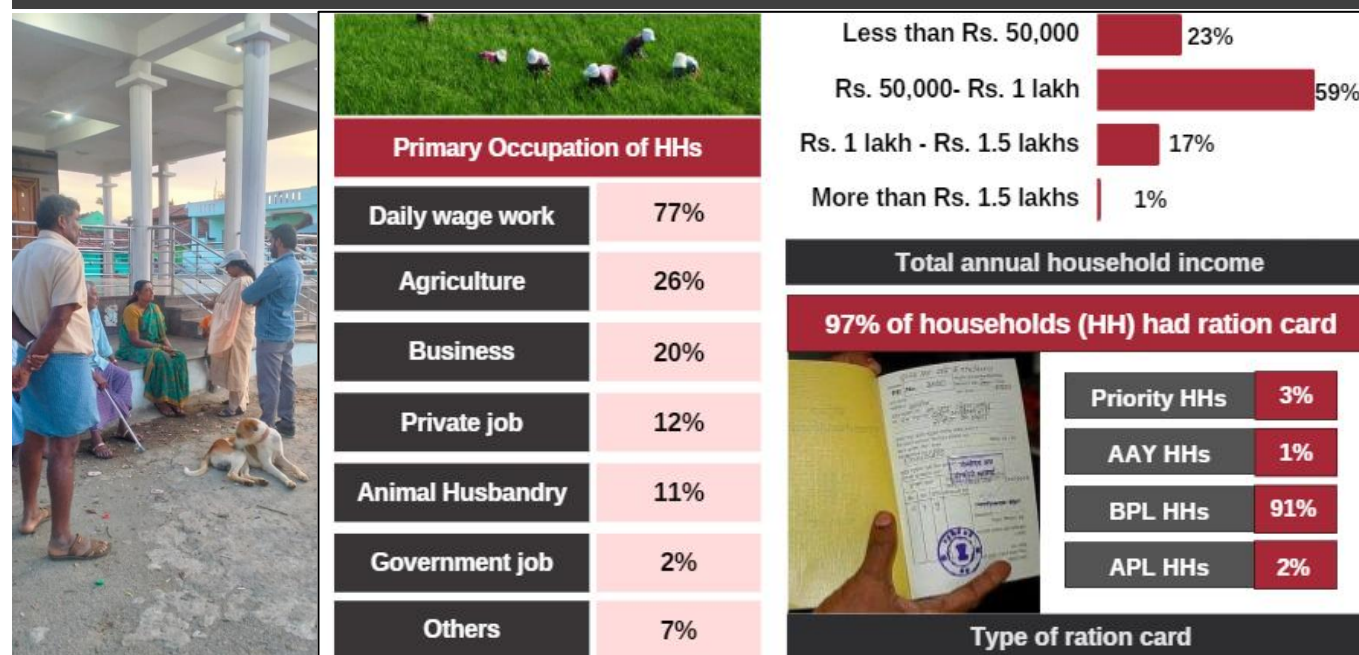 Primary Occupation of HHs
Daily wage work 77%
Agriculture 26%
Business 20%
Private job 12%
Animal Husbandry 11%
Government job 2%
Others 7%
Less than Rs. 50,000 23%
Rs. 50,000- Rs. 1 lakh 59%
Rs. 1 lakh - Rs. 1.5 lakhs 17%
More than Rs. 1.5 lakhs 1%
Total annual household income
97% of households (HH) had ration card
Priority HHs 3%
AAY HHs 1%
BPL HHs 91%
APL HHs 2%
Type of ration card